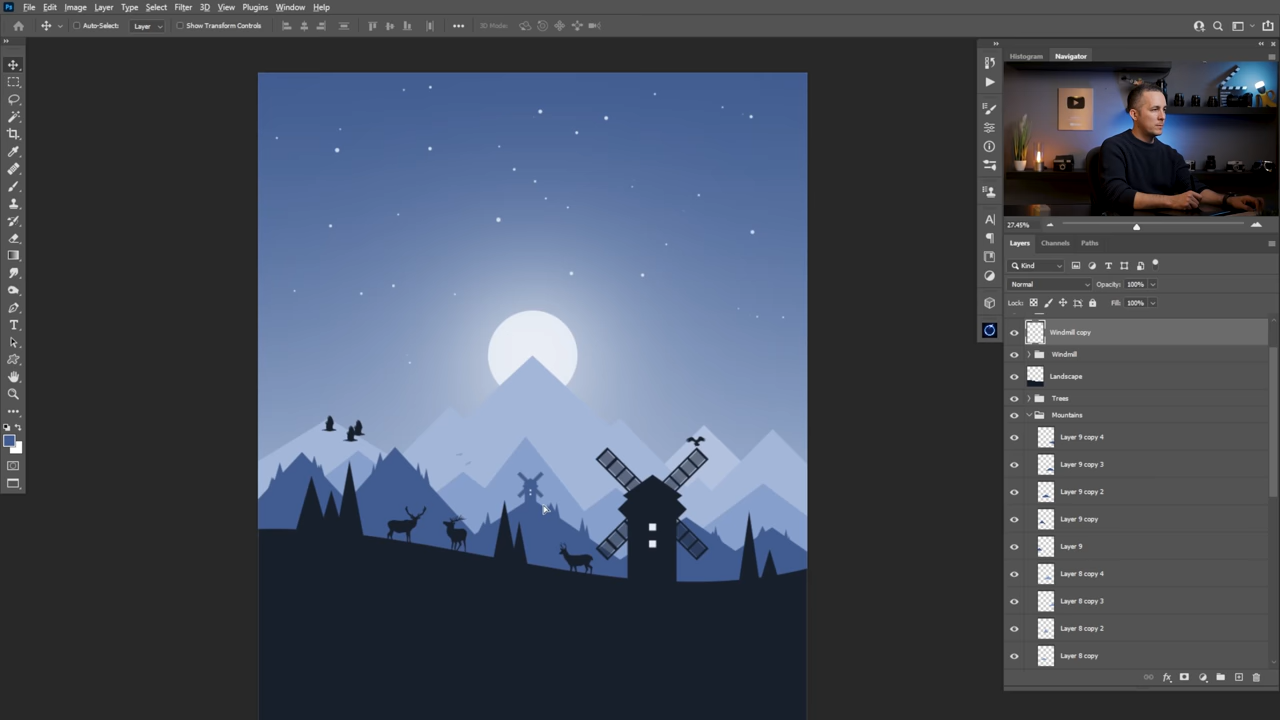 Ps File Edit Image Layer Type Select Filter 3D View Plugins Window Help
Auto-Select: Layer Show Transform Controls 3D Mode:
Histogram Navigator
27.45%
Layers Channels Paths
Kind
Normal Opacity: 100%
Lock: Fill: 100%
Windmill copy
Windmill
Landscape
Trees
Mountains
Layer 9 copy 4
Layer 9 copy 3
Layer 9 copy 2
Layer 9 copy
Layer 9
Layer 8 copy 4
Layer 8 copy 3
Layer 8 copy 2
Layer 8 copy